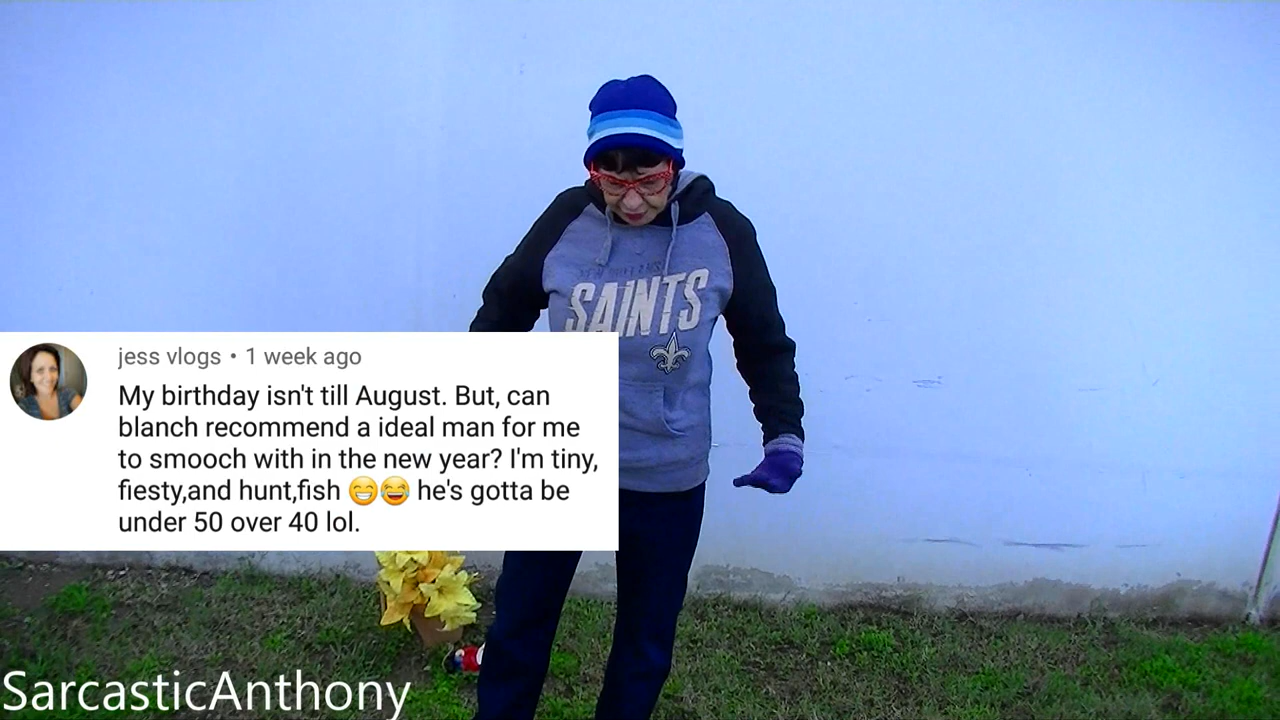 SAINTS
jess vlogs • 1 week ago
My birthday isn't till August. But, can
blanch recommend a ideal man for me
to smooch with in the new year? I'm tiny,
fiesty,and hunt,fish 😁😂 he's gotta be
under 50 over 40 lol.
SarcasticAnthony